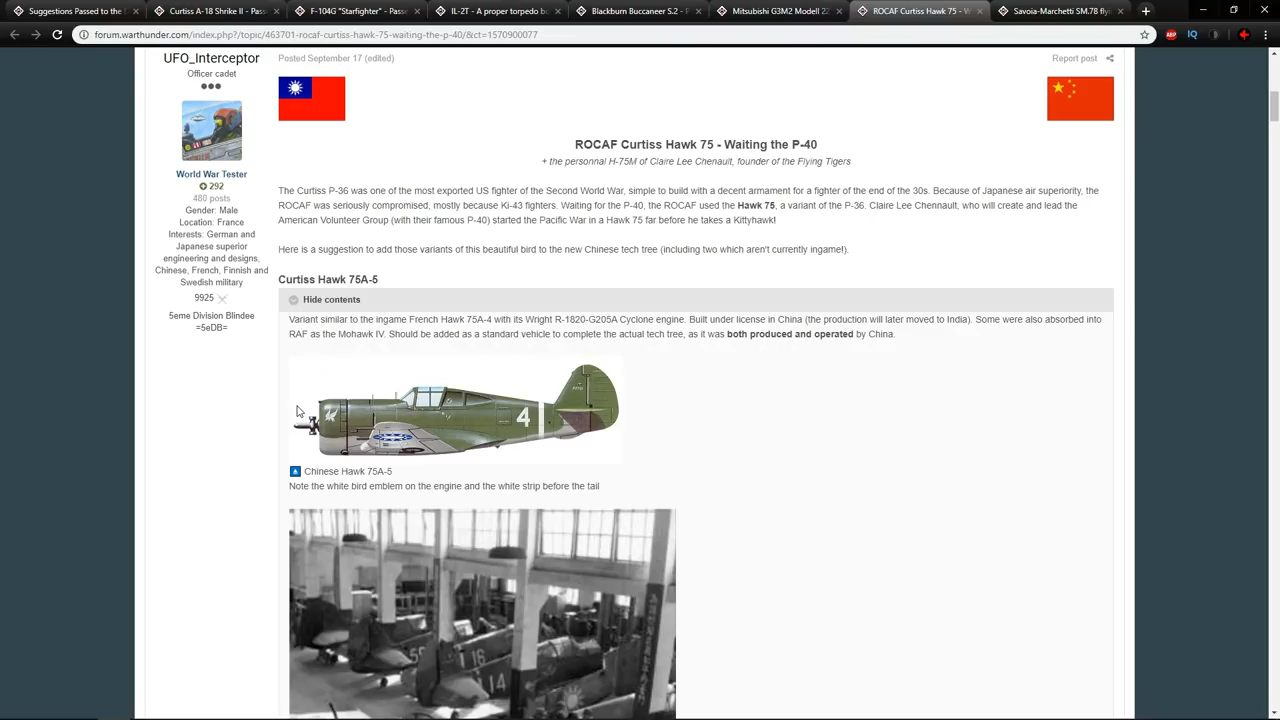 Suggestions Passed to the
Curtiss A-18 Shrike II - Pass
F-104G "Starfighter" - Passe
IL-2T - A proper torpedo b
Blackburn Buccaneer S.2 - P
Mitsubishi G3M2 Modell 22
ROCAF Curtiss Hawk 75 - W
Savoia-Marchetti SM.78 flyi
forum.warthunder.com/index.php?/topic/463701-rocaf-curtiss-hawk-75-waiting-the-p-40/&ct=1570900077
UFO_Interceptor
Officer cadet
World War Tester
292
480 posts
Gender: Male
Location: France
Interests: German and
Japanese superior
engineering and designs,
Chinese, French, Finnish and
Swedish military
9925
5eme Division Blindee
=5eDB=
Posted September 17 (edited)
Report post
ROCAF Curtiss Hawk 75 - Waiting the P-40
+ the personnal H-75M of Claire Lee Chenault, founder of the Flying Tigers
The Curtiss P-36 was one of the most exported US fighter of the Second World War, simple to build with a decent armament for a fighter of the end of the 30s. Because of Japanese air superiority, the
ROCAF was seriously compromised, mostly because Ki-43 fighters. Waiting for the P-40, the ROCAF used the Hawk 75, a variant of the P-36. Claire Lee Chennault, who will create and lead the
American Volunteer Group (with their famous P-40) started the Pacific War in a Hawk 75 far before he takes a Kittyhawk!
Here is a suggestion to add those variants of this beautiful bird to the new Chinese tech tree (including two which aren't currently ingame!).
Curtiss Hawk 75A-5
Hide contents
Variant similar to the ingame French Hawk 75A-4 with its Wright R-1820-G205A Cyclone engine. Built under license in China (the production will later moved to India). Some were also absorbed into
RAF as the Mohawk IV. Should be added as a standard vehicle to complete the actual tech tree, as it was both produced and operated by China.
4
Chinese Hawk 75A-5
Note the white bird emblem on the engine and the white strip before the tail
16
14